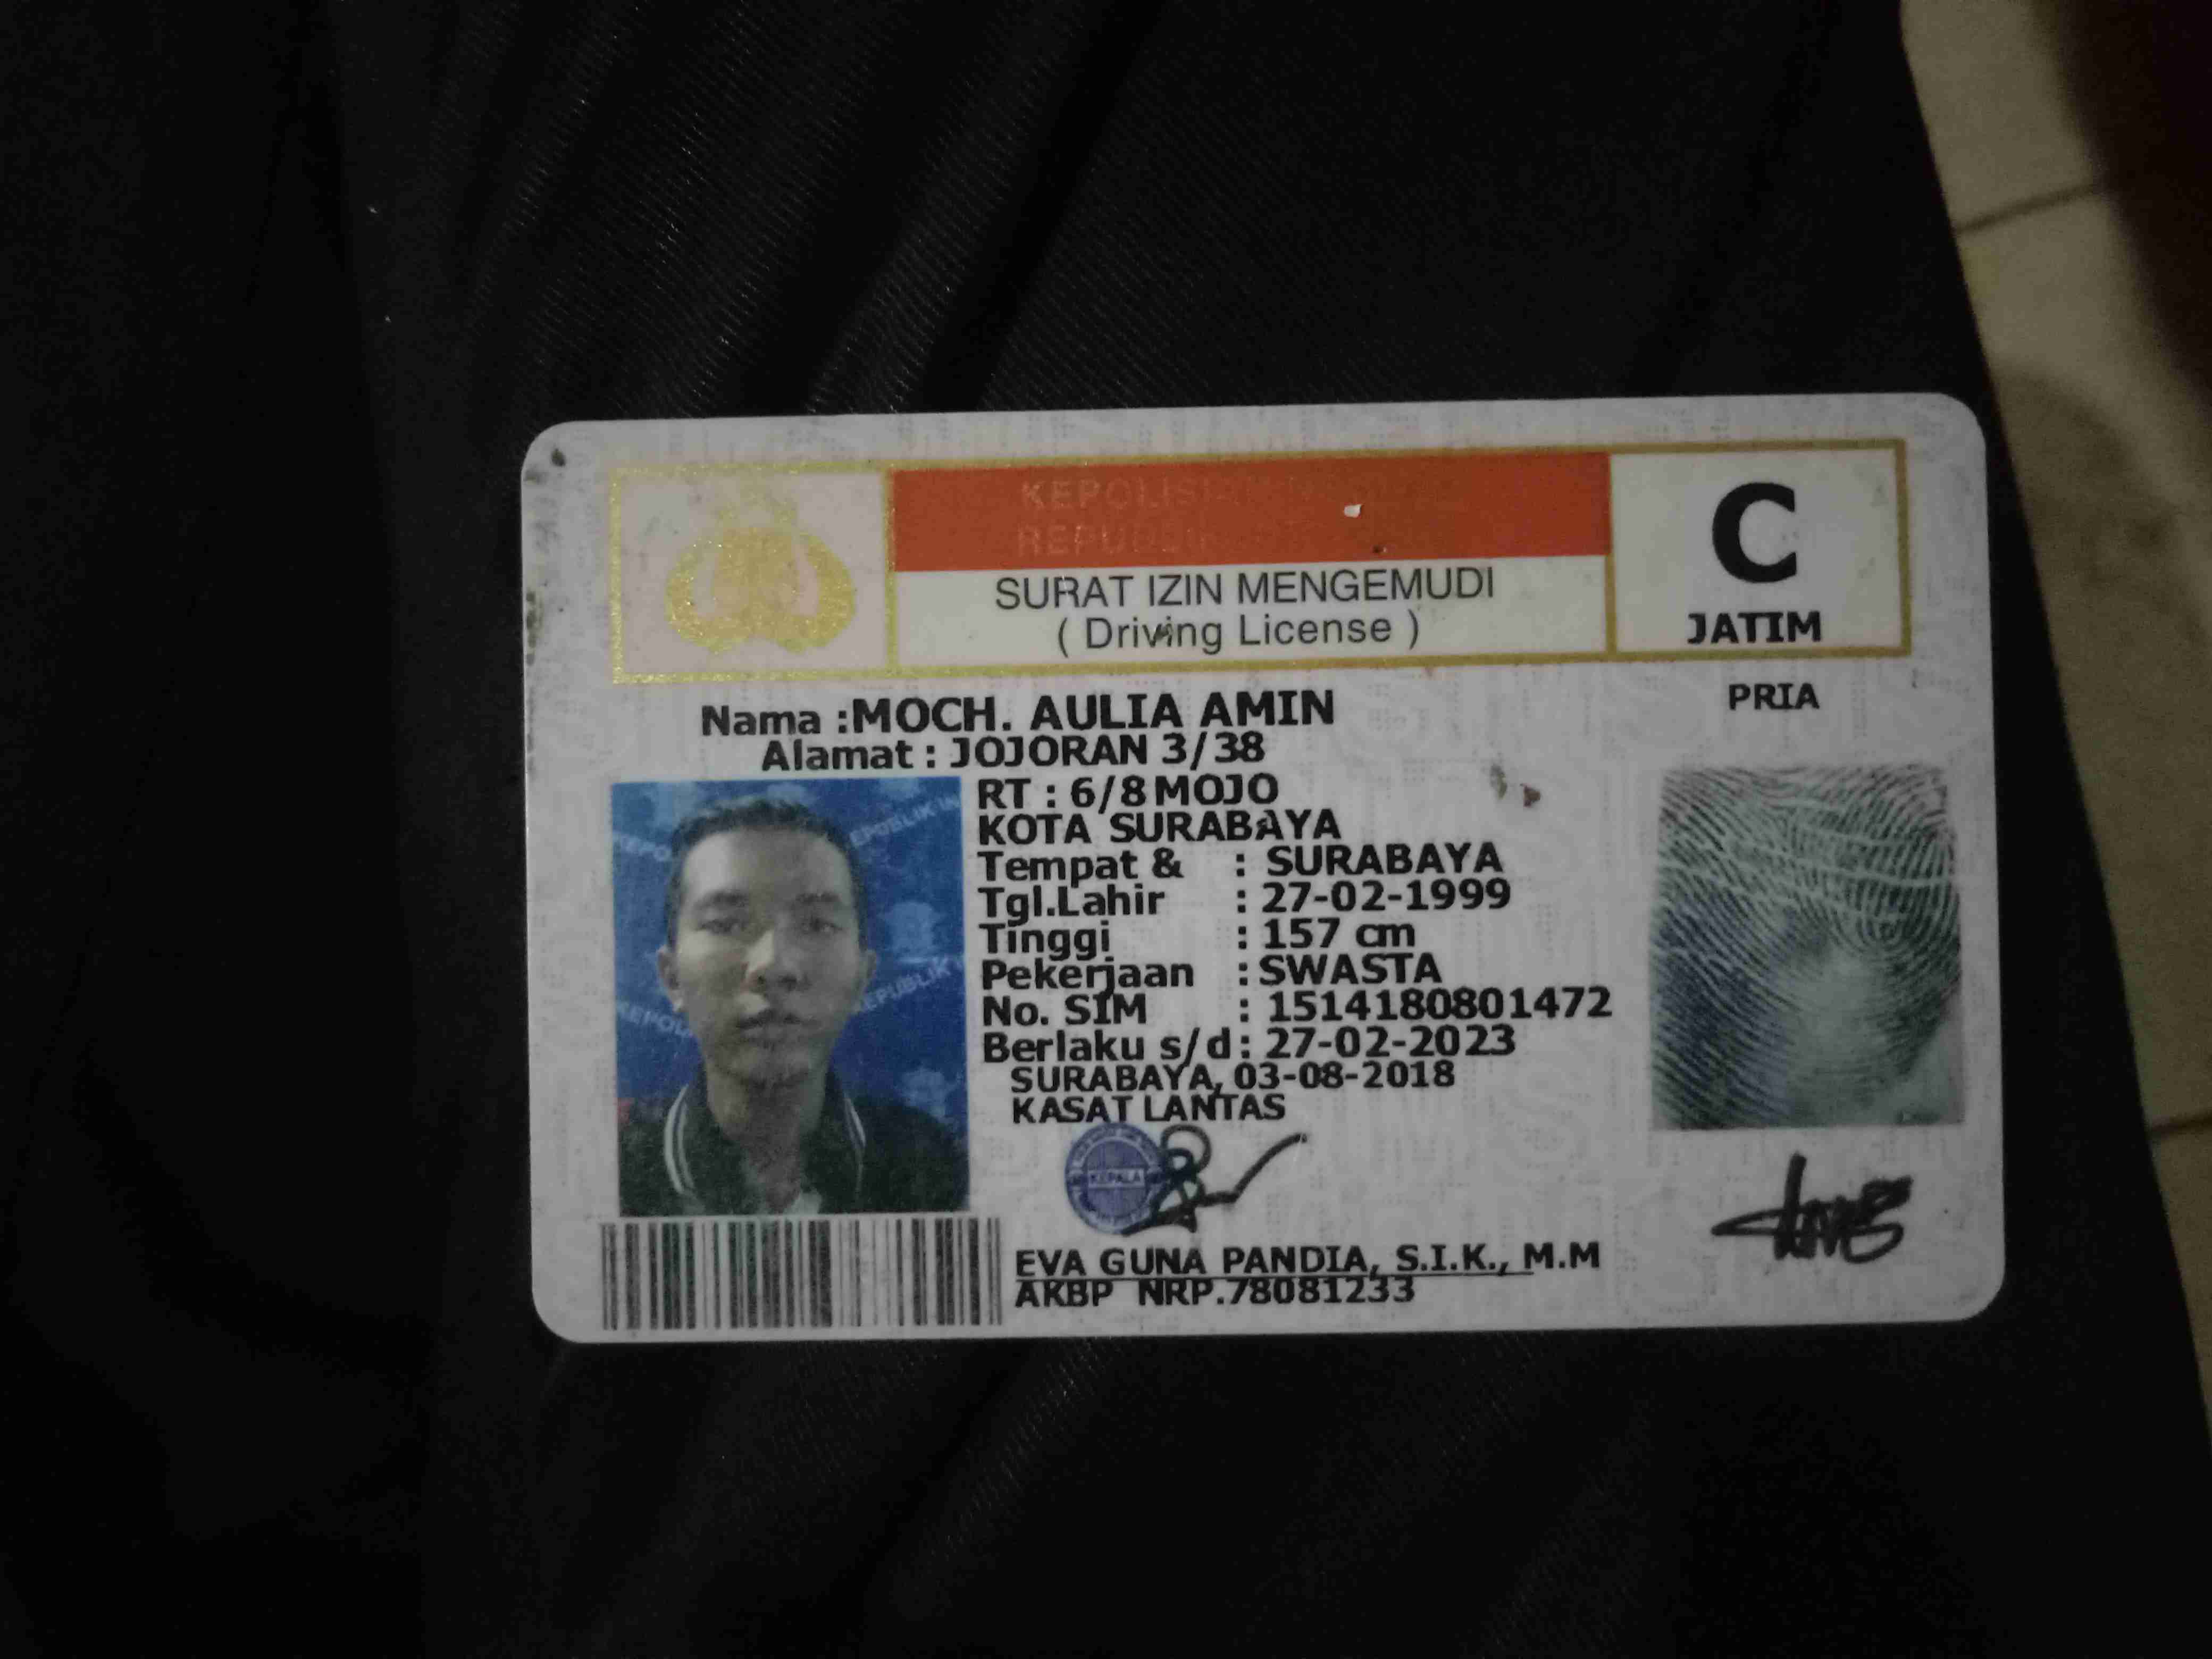 KEPOLISIAN
REPUBLIK
SURAT IZIN MENGEMUDI
( Driving License )
C
JATIM
PRIA
Nama :MOCH. AULIA AMIN
Alamat : JOJORAN 3/38
RT : 6/8 MOJO
KOTA SURABAYA
Tempat & : SURABAYA
Tgl.Lahir : 27-02-1999
Tinggi : 157 cm
Pekerjaan : SWASTA
No. SIM : 1514180801472
Berlaku s/d : 27-02-2023
SURABAYA, 03-08-2018
KASAT LANTAS
KEPALA
EVA GUNA PANDIA, S.I.K., M.M
AKBP NRP.78081233